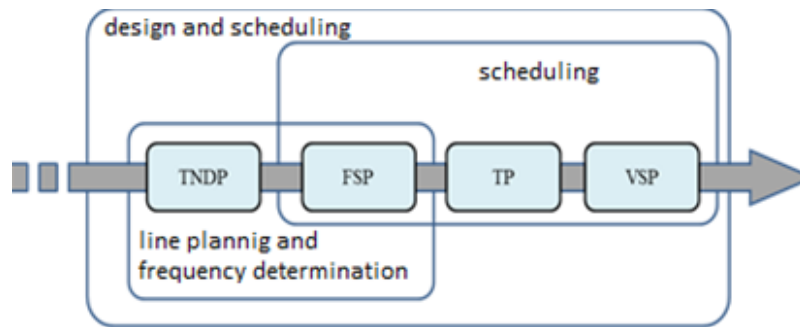 design and scheduling
scheduling
TNDP
FSP
TP
VSP
line plannig and
frequency determination